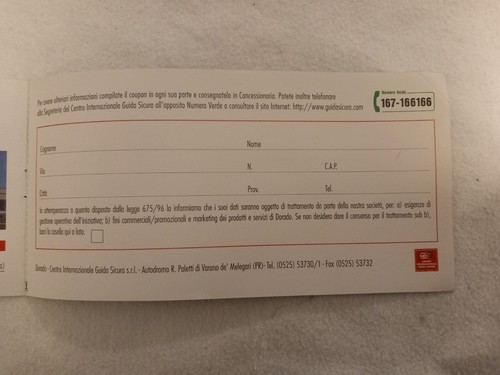 Per avere ulteriori informazioni compilate il coupon in ogni sua parte e consegnatelo in Concessionaria. Potete inoltre telefonare
alla Segreteria del Centro Internazionale Guida Sicura all'apposito Numero Verde o consultare il sito Internet: http://www.guidasicura.com
Numero Verde
167-166166
Cognome Nome
Via N. C.A.P.
Città Prov. Tel.
In ottemperanza a quanto disposto dalla legge 675/96 la informiamo che i suoi dati saranno oggetto di trattamento da parte della nostra società, per: a) esigenze di
gestione operativa dell'iniziativa; b) fini commerciali/promozionali e marketing dei prodotti e servizi di Dorado. Se non desidera dare il consenso per il trattamento sub b),
barri la casella qui a lato.
Dorado - Centro Internazionale Guida Sicura s.r.l. - Autodromo R. Paletti di Varano de' Melegari (PR)- Tel. (0525) 53730/1 - Fax (0525) 53732